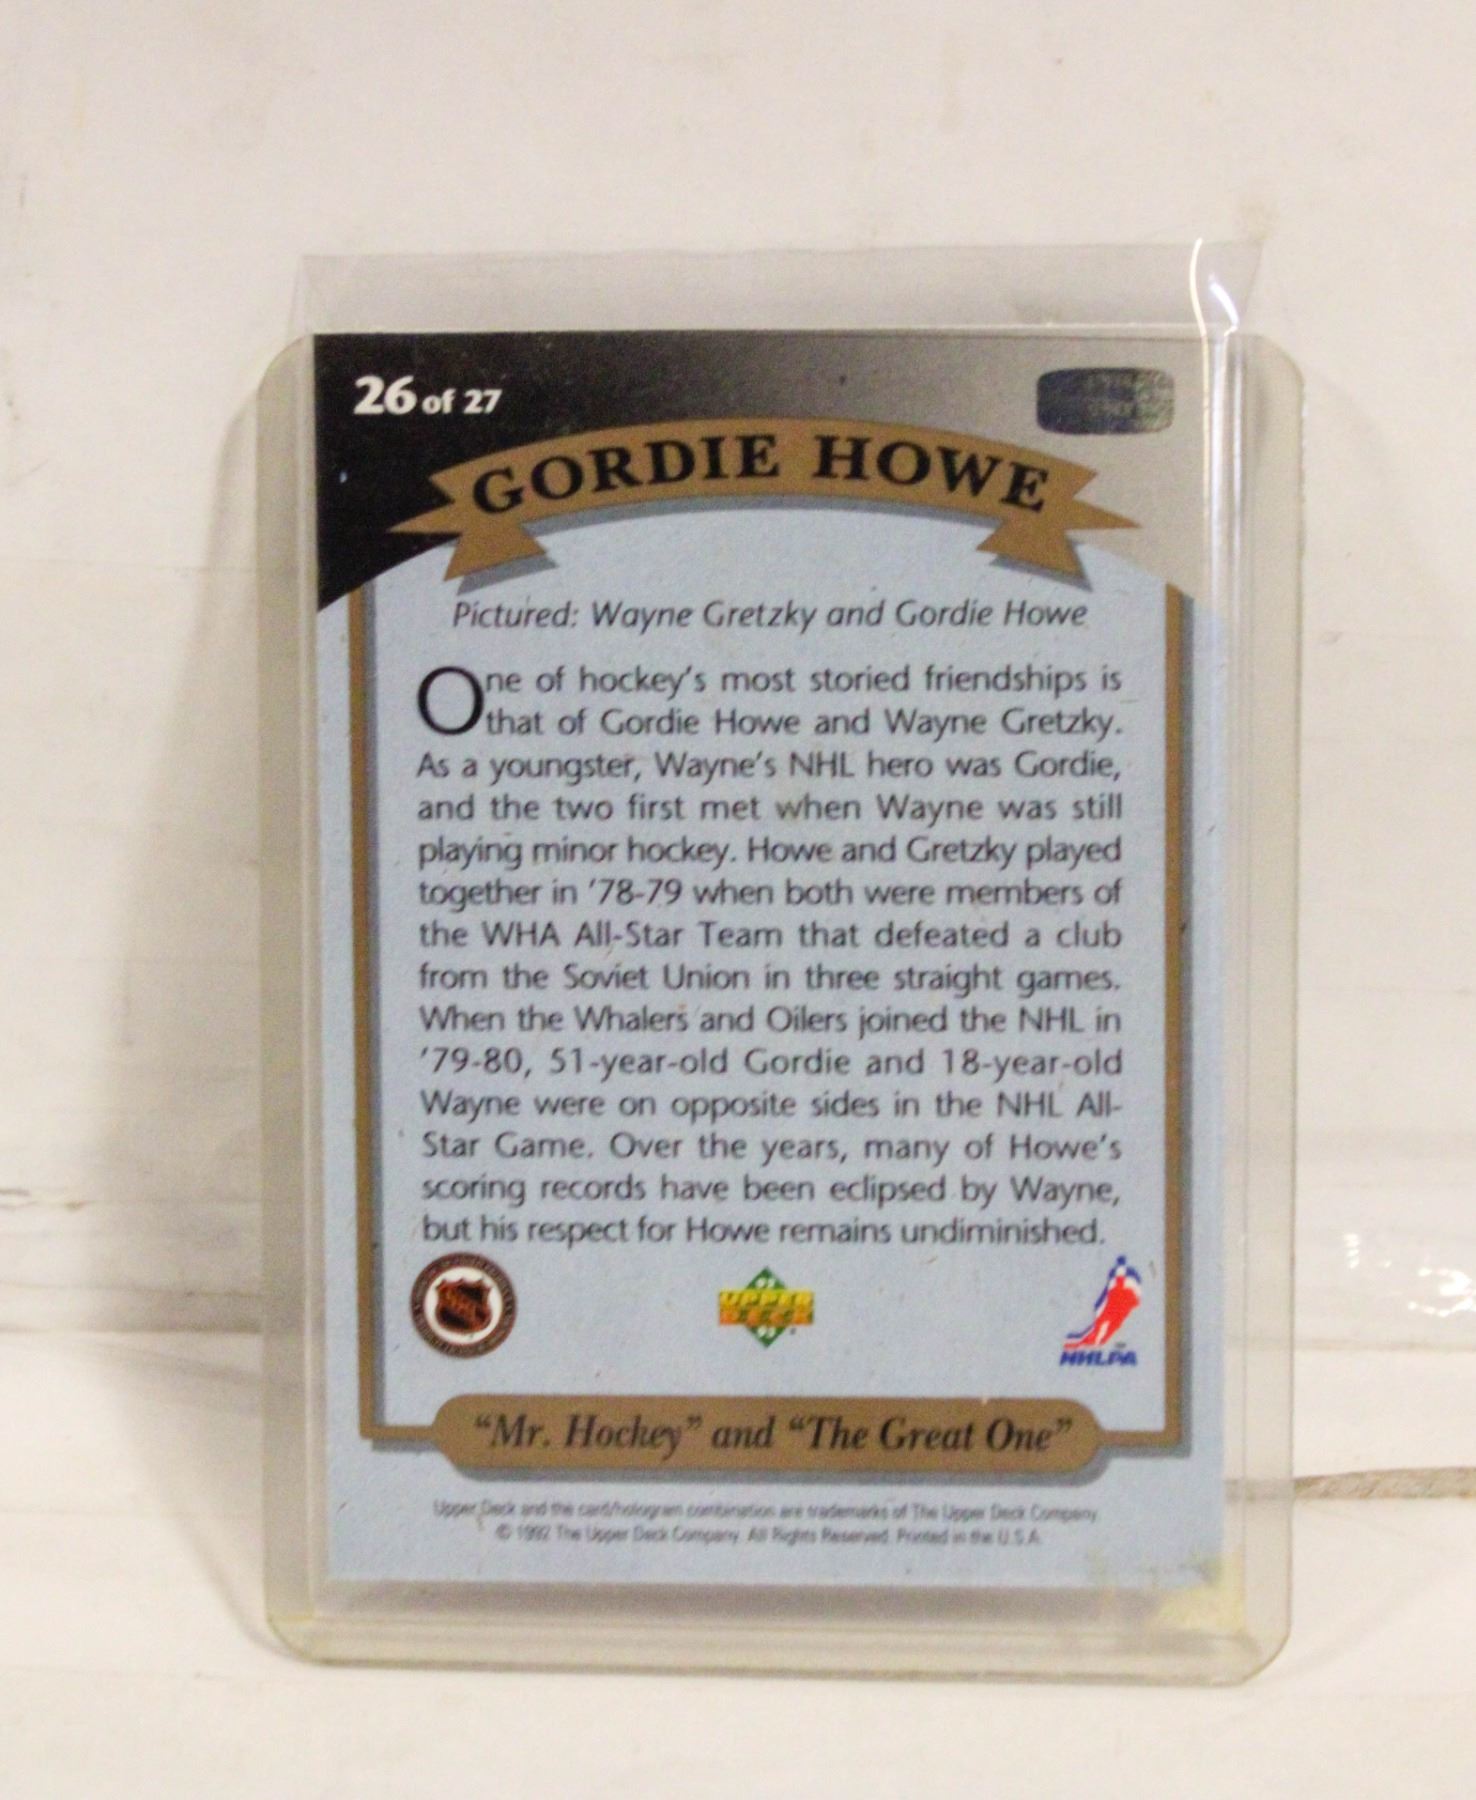 26 of 27
GORDIE HOWE
Pictured: Wayne Gretzky and Gordie Howe
One of hockey's most storied friendships is
that of Gordie Howe and Wayne Gretzky.
As a youngster, Wayne's NHL hero was Gordie,
and the two first met when Wayne was still
playing minor hockey. Howe and Gretzky played
together in '78-79 when both were members of
the WHA All-Star Team that defeated a club
from the Soviet Union in three straight games.
When the Whalers and Oilers joined the NHL in
'79-80, 51-year-old Gordie and 18-year-old
Wayne were on opposite sides in the NHL All-
Star Game. Over the years, many of Howe's
scoring records have been eclipsed by Wayne,
but his respect for Howe remains undiminished.
NHL
92
UPPER
DECK
93
NHLPA
"Mr. Hockey" and "The Great One"
Upper Deck and the card/hologram combination are trademarks of The Upper Deck Company.
© 1992 The Upper Deck Company. All Rights Reserved. Printed in the U.S.A.